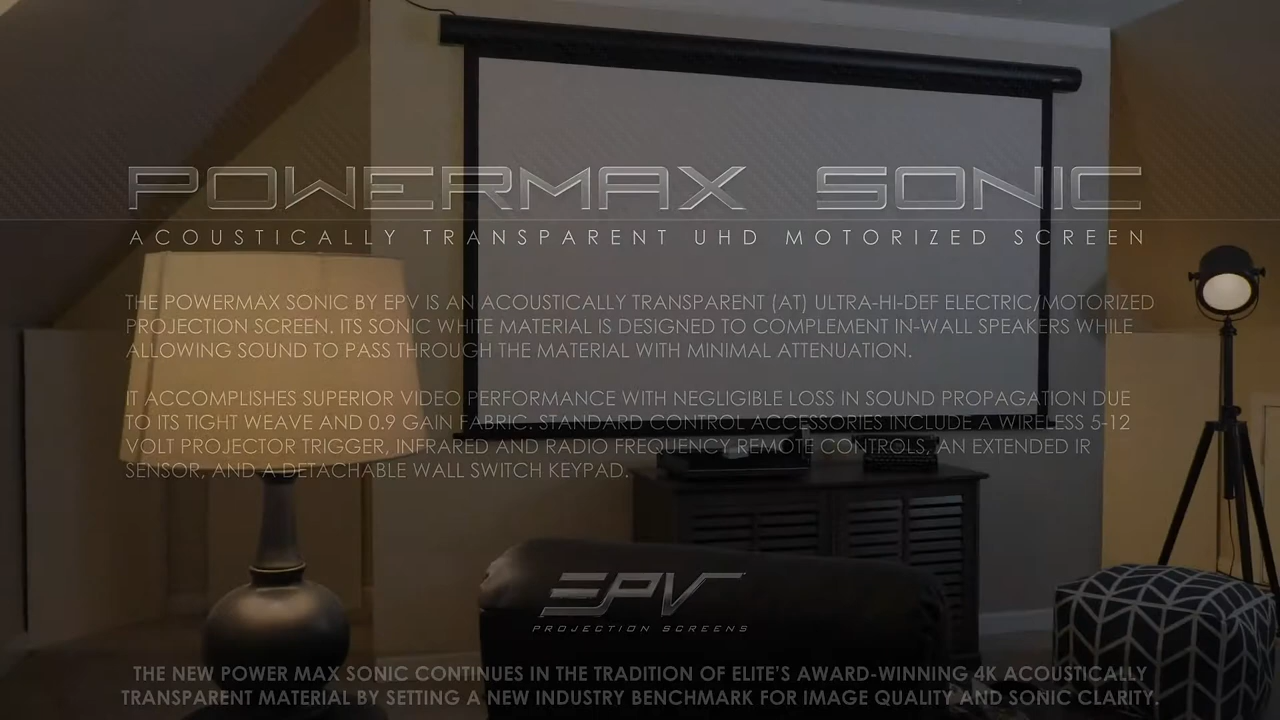 POWERMAX SONIC
ACOUSTICALLY TRANSPARENT UHD MOTORIZED SCREEN
THE POWERMAX SONIC BY EPV IS AN ACOUSTICALLY TRANSPARENT (AT) ULTRA-HI-DEF ELECTRIC/MOTORIZED
PROJECTION SCREEN. ITS SONIC WHITE MATERIAL IS DESIGNED TO COMPLEMENT IN-WALL SPEAKERS WHILE
ALLOWING SOUND TO PASS THROUGH THE MATERIAL WITH MINIMAL ATTENUATION.
IT ACCOMPLISHES SUPERIOR VIDEO PERFORMANCE WITH NEGLIGIBLE LOSS IN SOUND PROPAGATION DUE
TO ITS TIGHT WEAVE AND 0.9 GAIN FABRIC. STANDARD CONTROL ACCESSORIES INCLUDE A WIRELESS 5-12
VOLT PROJECTOR TRIGGER, INFRARED AND RADIO FREQUENCY REMOTE CONTROLS, AN EXTENDED IR
SENSOR, AND A DETACHABLE WALL SWITCH KEYPAD.
EPV
PROJECTION SCREENS
THE NEW POWER MAX SONIC CONTINUES IN THE TRADITION OF ELITE'S AWARD-WINNING 4K ACOUSTICALLY
TRANSPARENT MATERIAL BY SETTING A NEW INDUSTRY BENCHMARK FOR IMAGE QUALITY AND SONIC CLARITY.